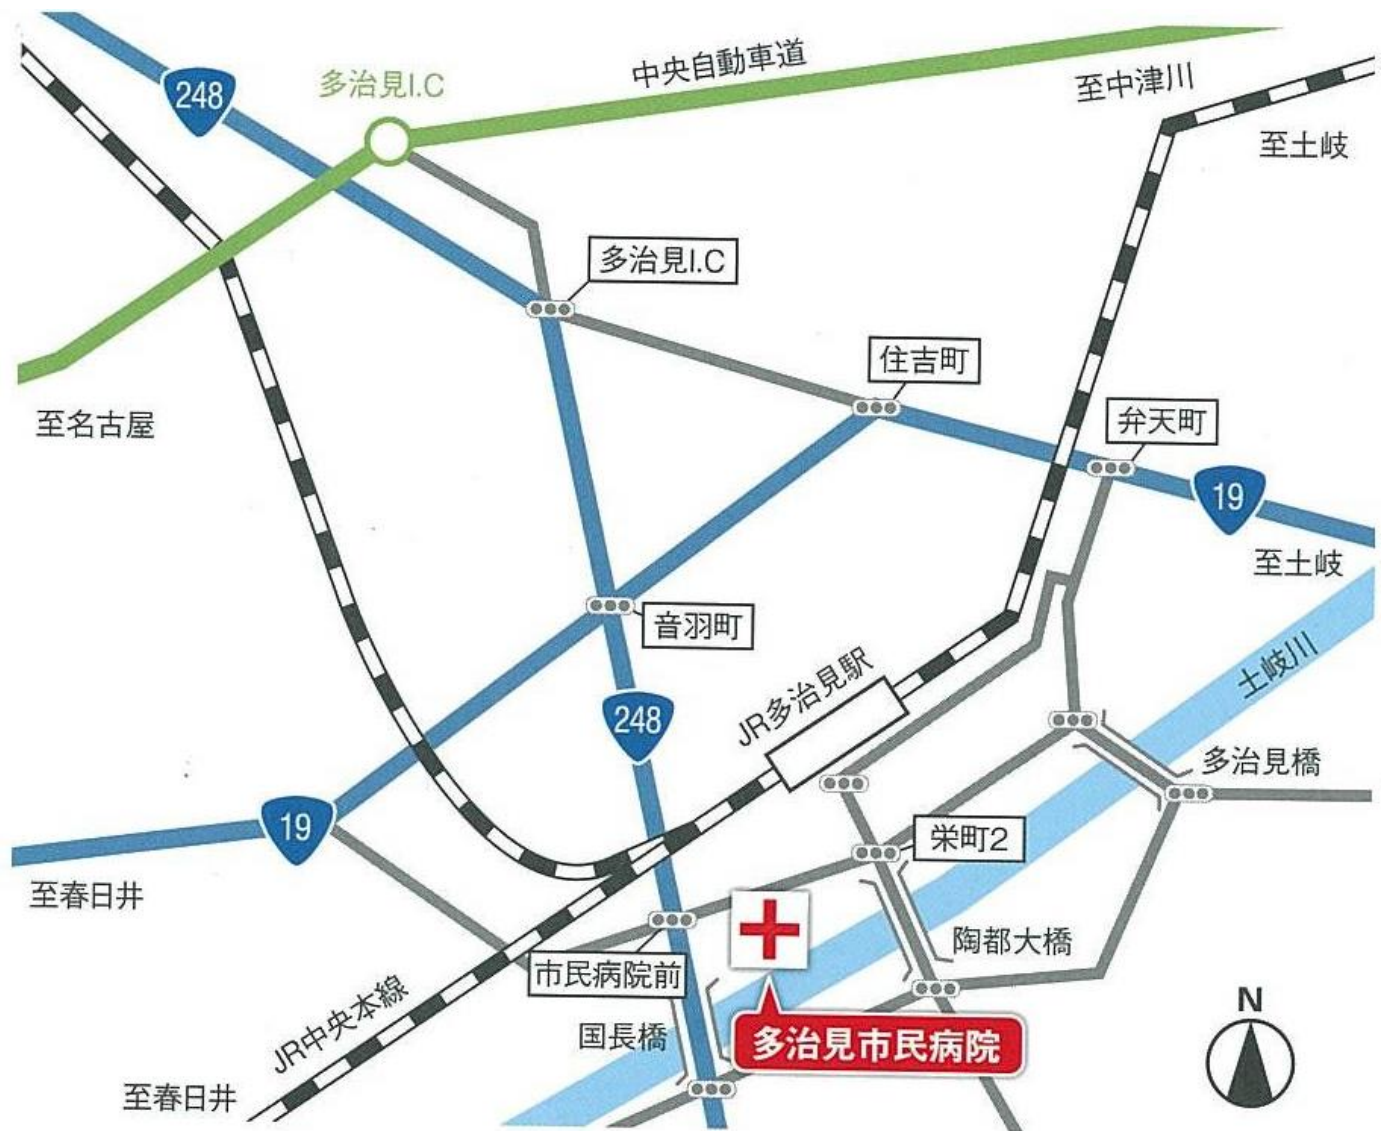 248
多治見I.C
中央自動車道
至中津川
至土岐
多治見I.C
住吉町
弁天町
至名古屋
19
至土岐
音羽町
土岐川
JR多治見駅
248
多治見橋
19
栄町2
至春日井
陶都大橋
市民病院前
JR中央本線
国長橋
多治見市民病院
N
至春日井